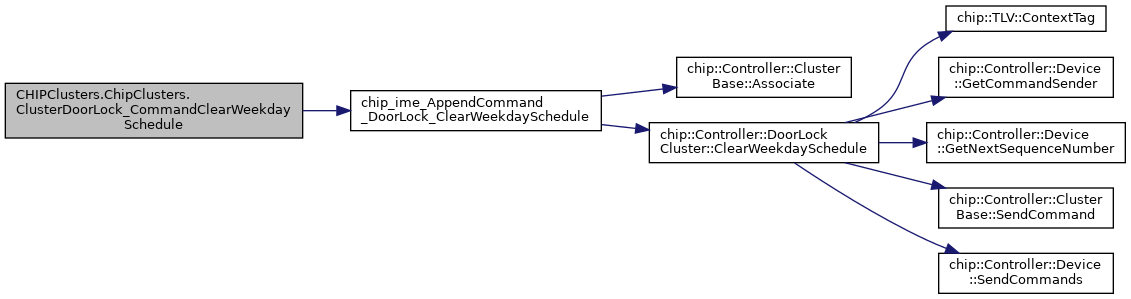 CHIPClusters.ChipClusters.
ClusterDoorLock_CommandClearWeekday
Schedule
chip_ime_AppendCommand
_DoorLock_ClearWeekdaySchedule
chip::Controller::Cluster
Base::Associate
chip::Controller::DoorLock
Cluster::ClearWeekdaySchedule
chip::TLV::ContextTag
chip::Controller::Device
::GetCommandSender
chip::Controller::Device
::GetNextSequenceNumber
chip::Controller::Cluster
Base::SendCommand
chip::Controller::Device
::SendCommands